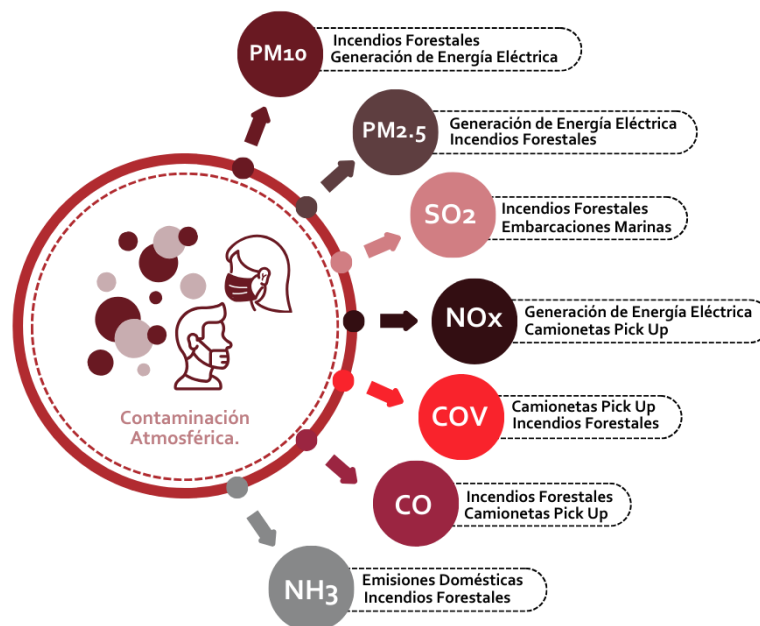 PM10
Incendios Forestales
Generación de Energía Eléctrica
PM2.5
Generación de Energía Eléctrica
Incendios Forestales
SO2
Incendios Forestales
Embarcaciones Marinas
NOx
Generación de Energía Eléctrica
Camionetas Pick Up
COV
Camionetas Pick Up
Incendios Forestales
Contaminación
Atmosférica.
CO
Incendios Forestales
Camionetas Pick Up
NH3
Emisiones Domésticas
Incendios Forestales